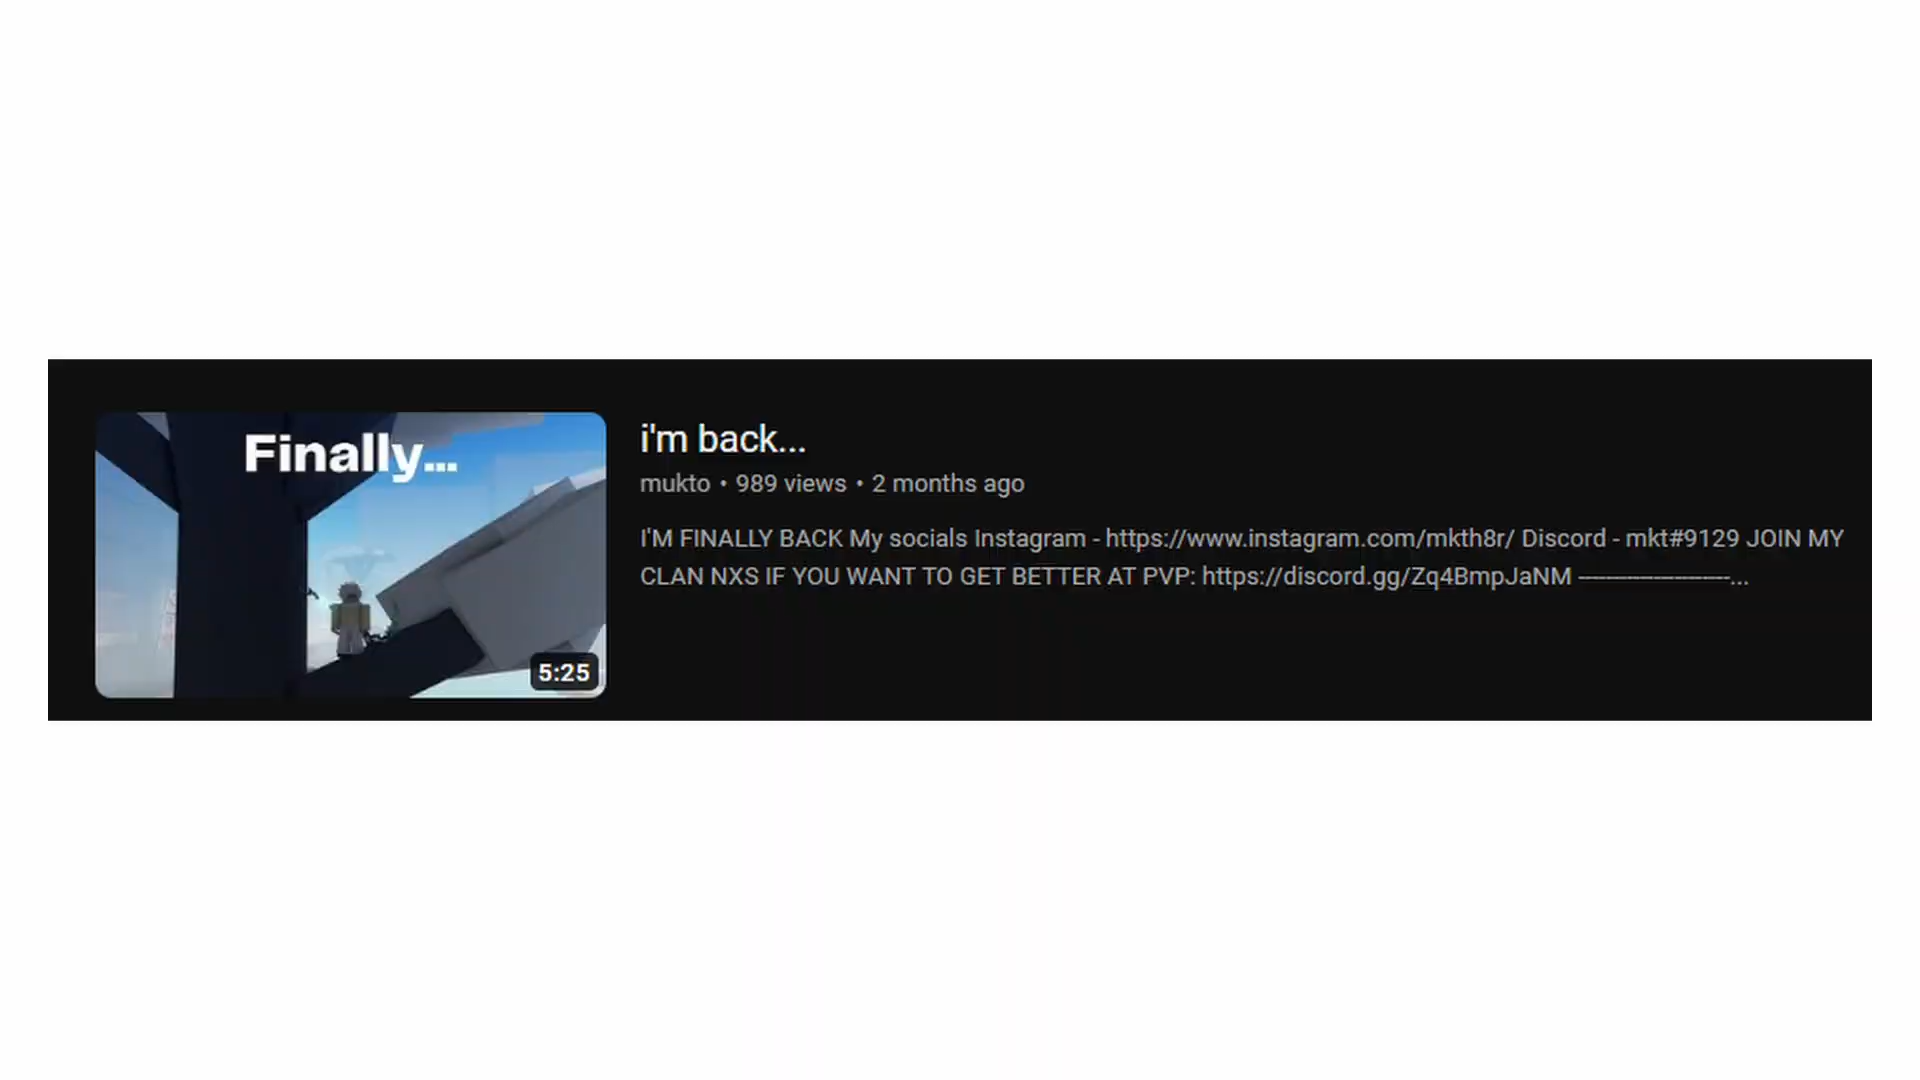 Finally...
5:25
i'm back...
mukto • 989 views • 2 months ago
I'M FINALLY BACK My socials Instagram - https://www.instagram.com/mkth8r/ Discord - mkt#9129 JOIN MY
CLAN NXS IF YOU WANT TO GET BETTER AT PVP: https://discord.gg/Zq4BmpJaNM -----------------------...